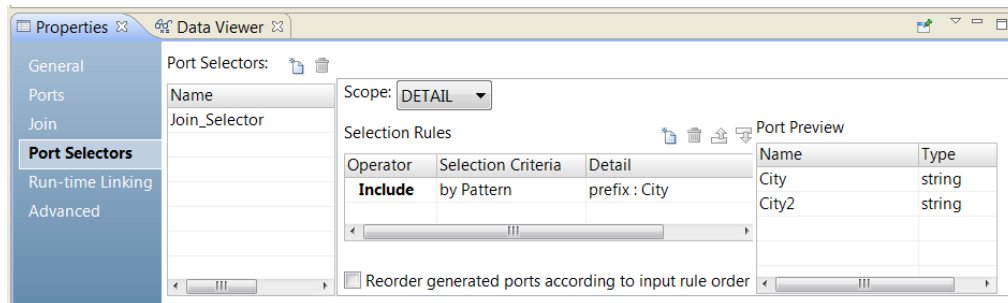 Properties Data Viewer
General
Ports
Join
Port Selectors
Run-time Linking
Advanced
Port Selectors:
Name
Join_Selector
Scope: DETAIL
Selection Rules
Operator Selection Criteria Detail
Include by Pattern prefix : City
Reorder generated ports according to input rule order
Port Preview
Name Type
City string
City2 string